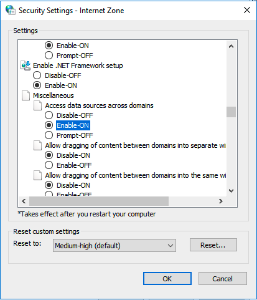 Security Settings - Internet Zone
Settings
Enable-ON
Prompt-OFF
Enable .NET Framework setup
Disable-OFF
Enable-ON
Miscellaneous
Access data sources across domains
Disable-OFF
Enable-ON
Prompt-OFF
Allow dragging of content between domains into separate wi
Disable-ON
Enable-OFF
Allow dragging of content between domains into the same wi
Disable-ON
Enable-OFF
*Takes effect after you restart your computer
Reset custom settings
Reset to: Medium-high (default) Reset...
OK Cancel